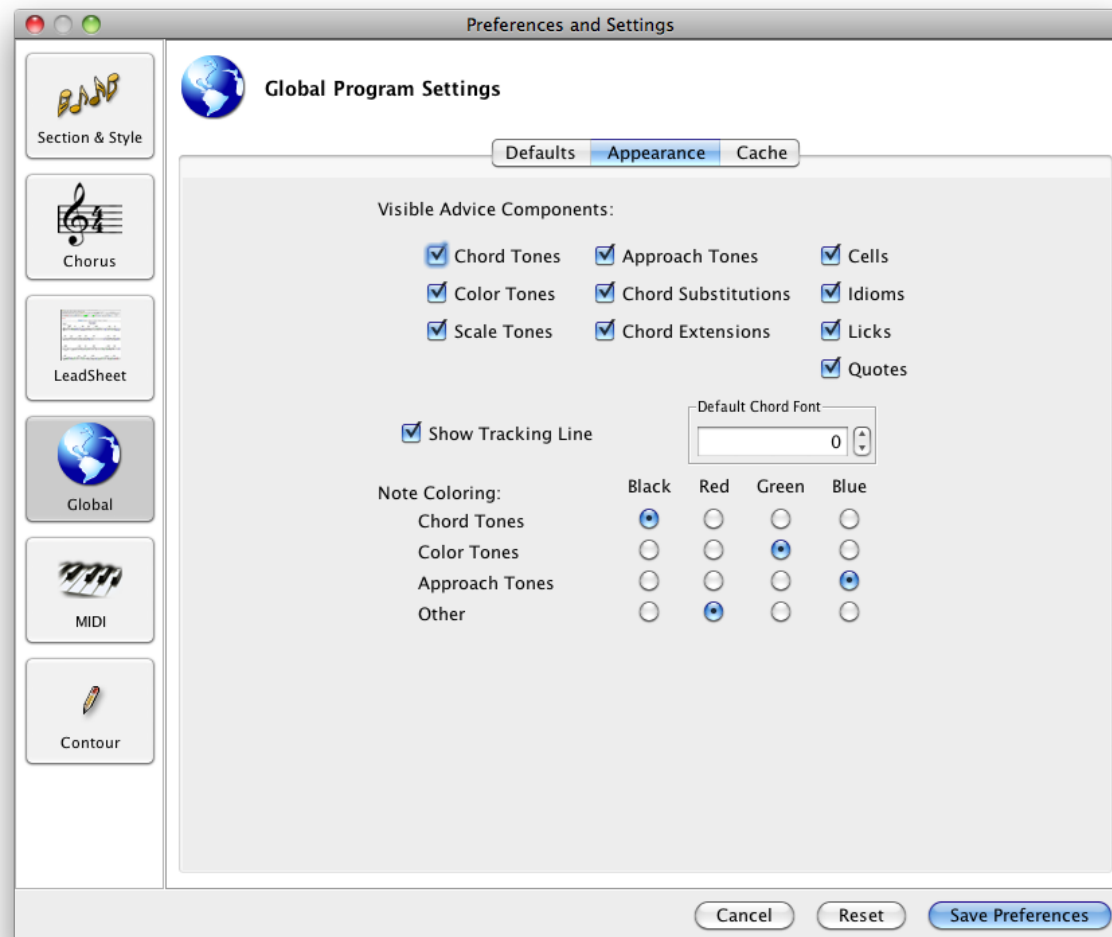 Preferences and Settings
Section & Style
Chorus
LeadSheet
Global
MIDI
Contour
Global Program Settings
Defaults Appearance Cache
Visible Advice Components:
Chord Tones Approach Tones Cells
Color Tones Chord Substitutions Idioms
Scale Tones Chord Extensions Licks
Quotes
Default Chord Font
Show Tracking Line 0
Note Coloring: Black Red Green Blue
Chord Tones
Color Tones
Approach Tones
Other
Cancel Reset Save Preferences